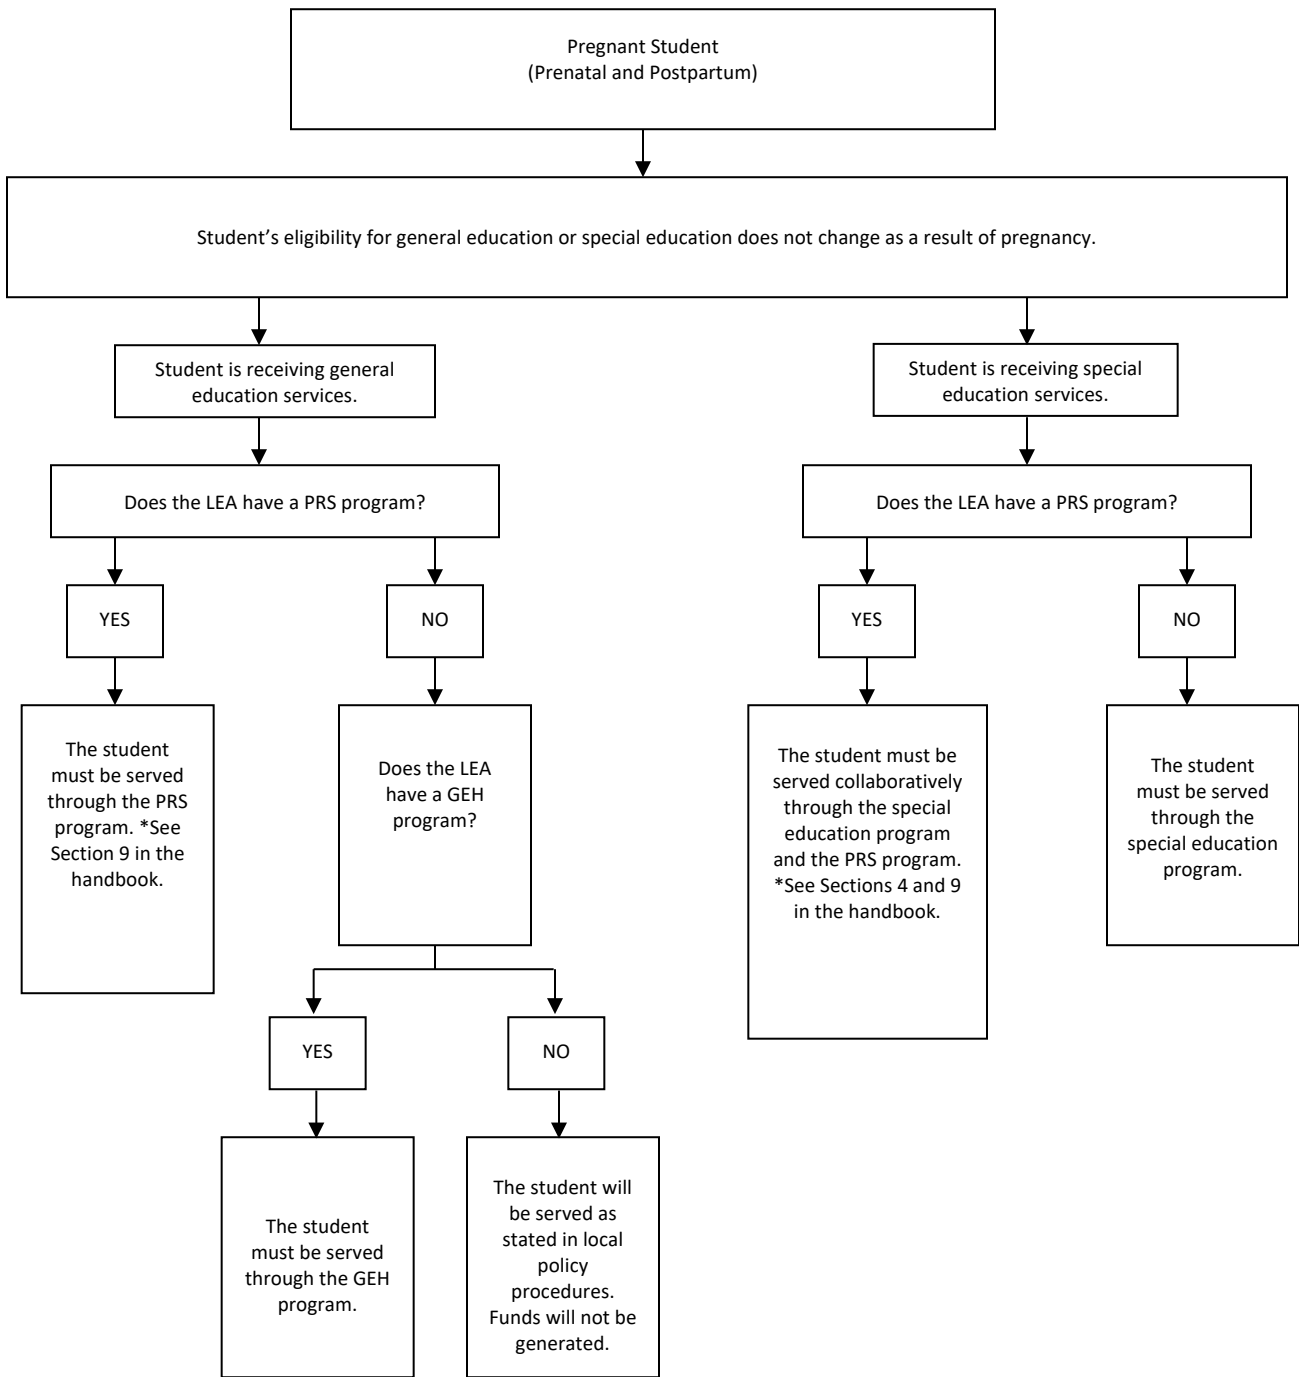 Pregnant Student
(Prenatal and Postpartum)
Student’s eligibility for general education or special education does not change as a result of pregnancy.
Student is receiving general
education services.
Student is receiving special
education services.
Does the LEA have a PRS program?
Does the LEA have a PRS program?
YES
NO
YES
NO
The student
must be served
through the PRS
program. *See
Section 9 in the
handbook.
Does the LEA
have a GEH
program?
The student must be
served collaboratively
through the special
education program
and the PRS program.
*See Sections 4 and 9
in the handbook.
The student
must be served
through the
special education
program.
YES
NO
The student
must be served
through the GEH
program.
The student will
be served as
stated in local
policy
procedures.
Funds will not be
generated.